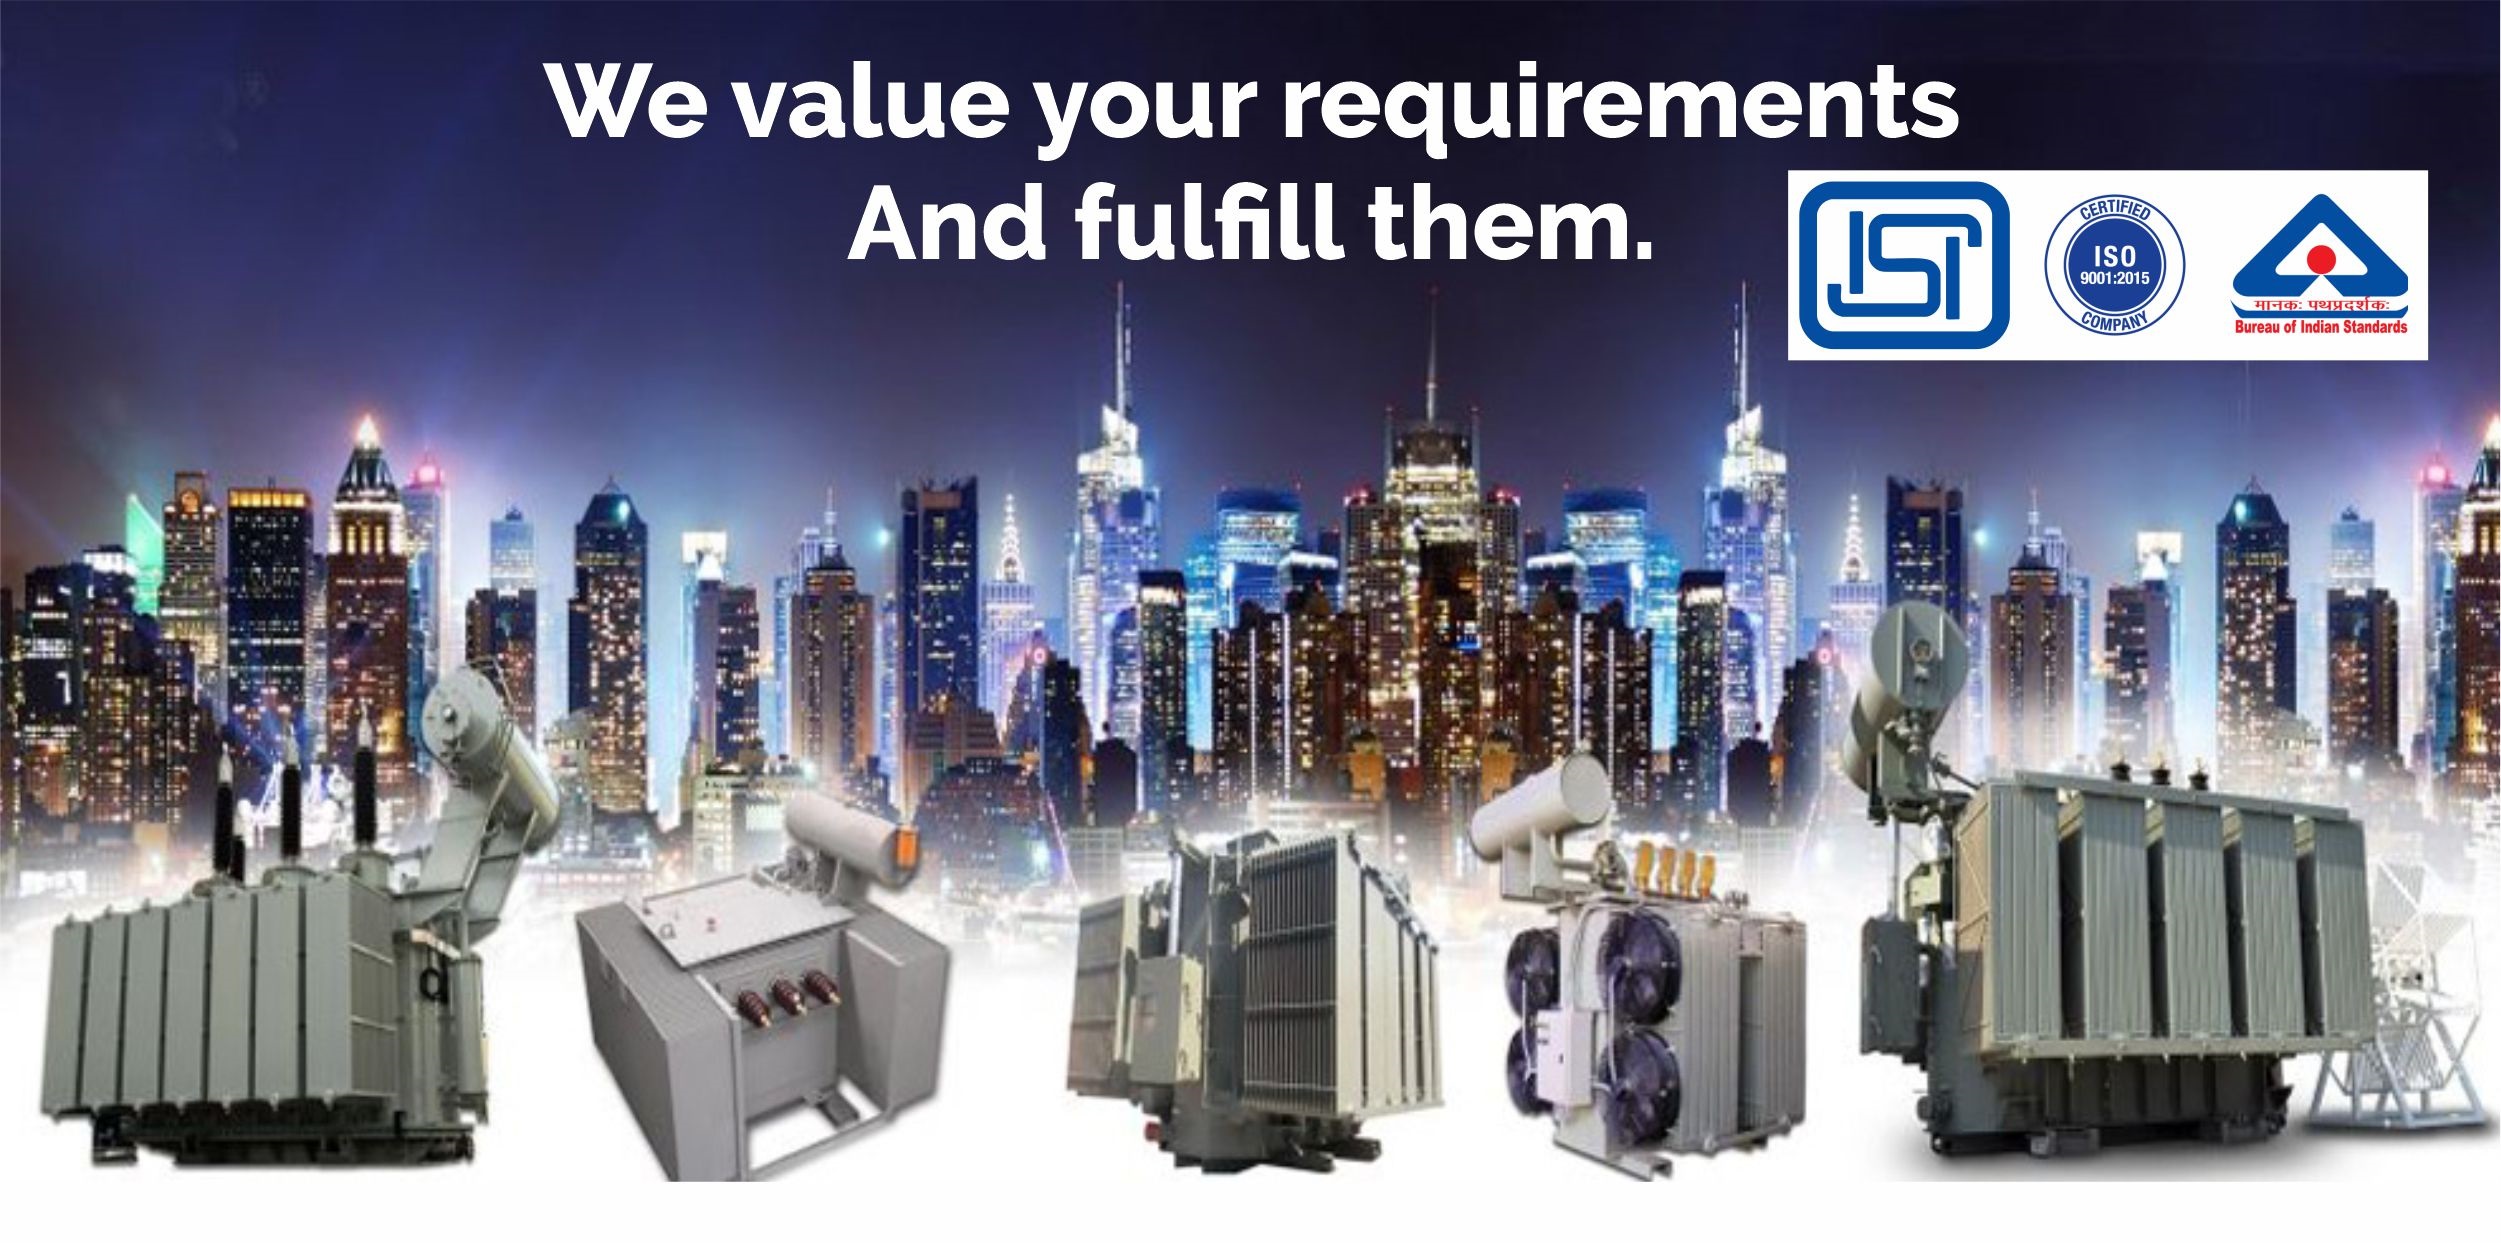 We value your requirements
And fulfill them.
ISI
CERTIFIED
ISO
9001:2015
COMPANY
मानकः पथप्रदर्शकः
Bureau of Indian Standards